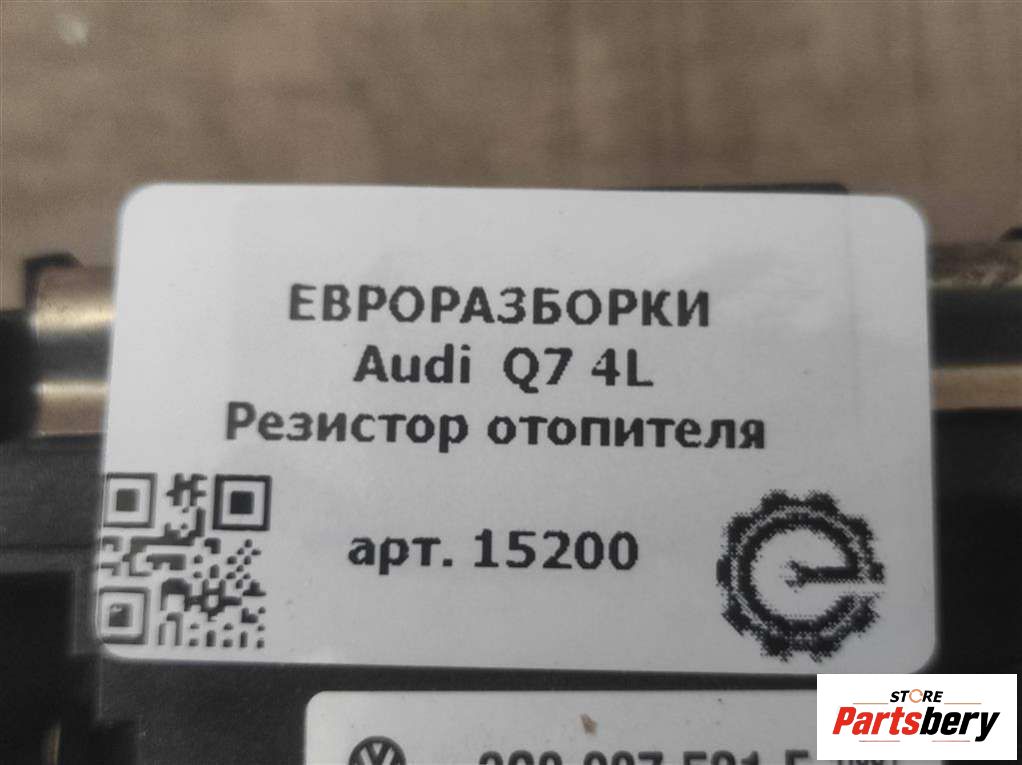 ЕВРОРАЗБОРКИ
Audi Q7 4L
Резистор отопителя
арт. 15200
STORE
Partsbery